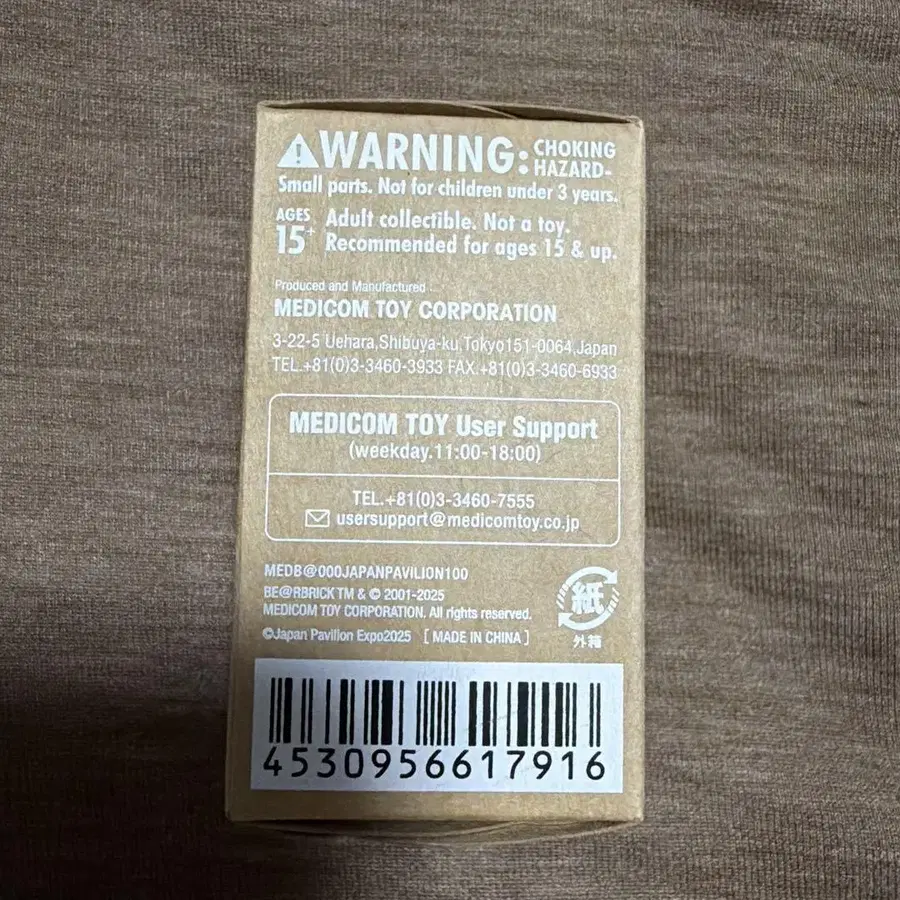 WARNING: CHOKING HAZARD-
Small parts. Not for children under 3 years.
AGES 15+ Adult collectible. Not a toy.
Recommended for ages 15 & up.
Produced and Manufactured :
MEDICOM TOY CORPORATION
3-22-5 Uehara,Shibuya-ku,Tokyo151-0064,Japan
TEL.+81(0)3-3460-3933 FAX.+81(0)3-3460-6933
MEDICOM TOY User Support
(weekday.11:00-18:00)
TEL.+81(0)3-3460-7555
usersupport@medicomtoy.co.jp
MEDB@000JAPANPAVILION100
BE@RBRICK TM & © 2001-2025
MEDICOM TOY CORPORATION. All rights reserved.
©Japan Pavilion Expo2025 [ MADE IN CHINA ]
紙
外箱
4530956617916